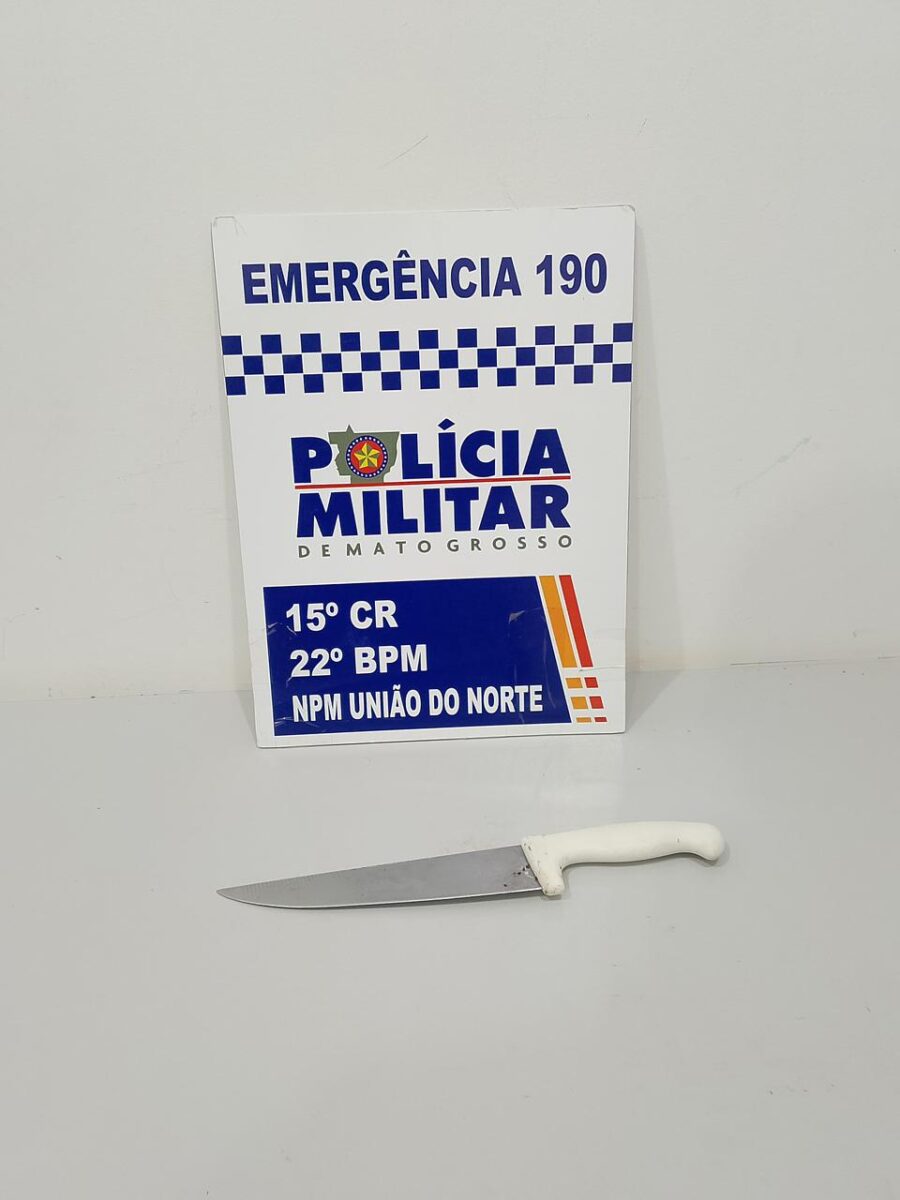 EMERGÊNCIA 190
POLÍCIA
MILITAR
DE MATO GROSSO
15º CR
22º BPM
NPM UNIÃO DO NORTE